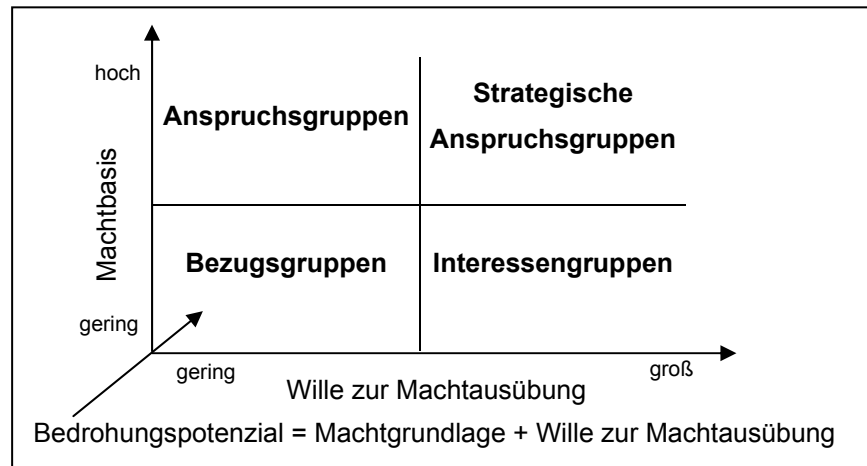 hoch
Strategische
Anspruchsgruppen
Anspruchsgruppen
Machtbasis
Bezugsgruppen
Interessengruppen
gering
gering
groß
Wille zur Machtausübung
Bedrohungspotenzial = Machtgrundlage + Wille zur Machtausübung